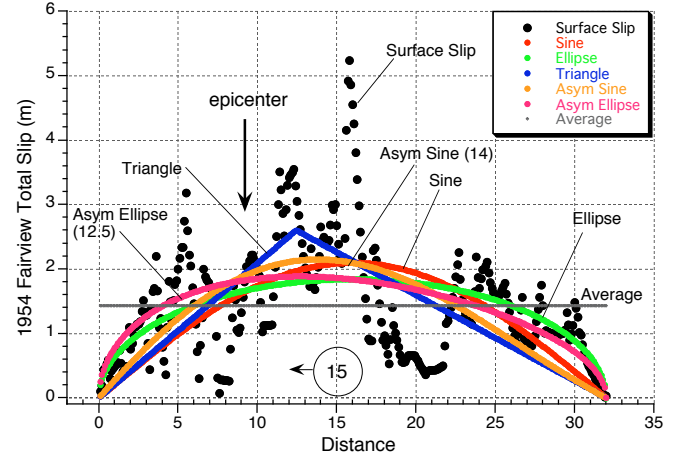 6
5
4
3
2
1
0
1954 Fairview Total Slip (m)
0
5
10
15
20
25
30
35
Distance
Surface Slip
Sine
Ellipse
Triangle
Asym Sine
Asym Ellipse
Average
Surface Slip
epicenter
Asym Sine (14)
Triangle
Sine
Asym Ellipse
(12.5)
Ellipse
Average
15